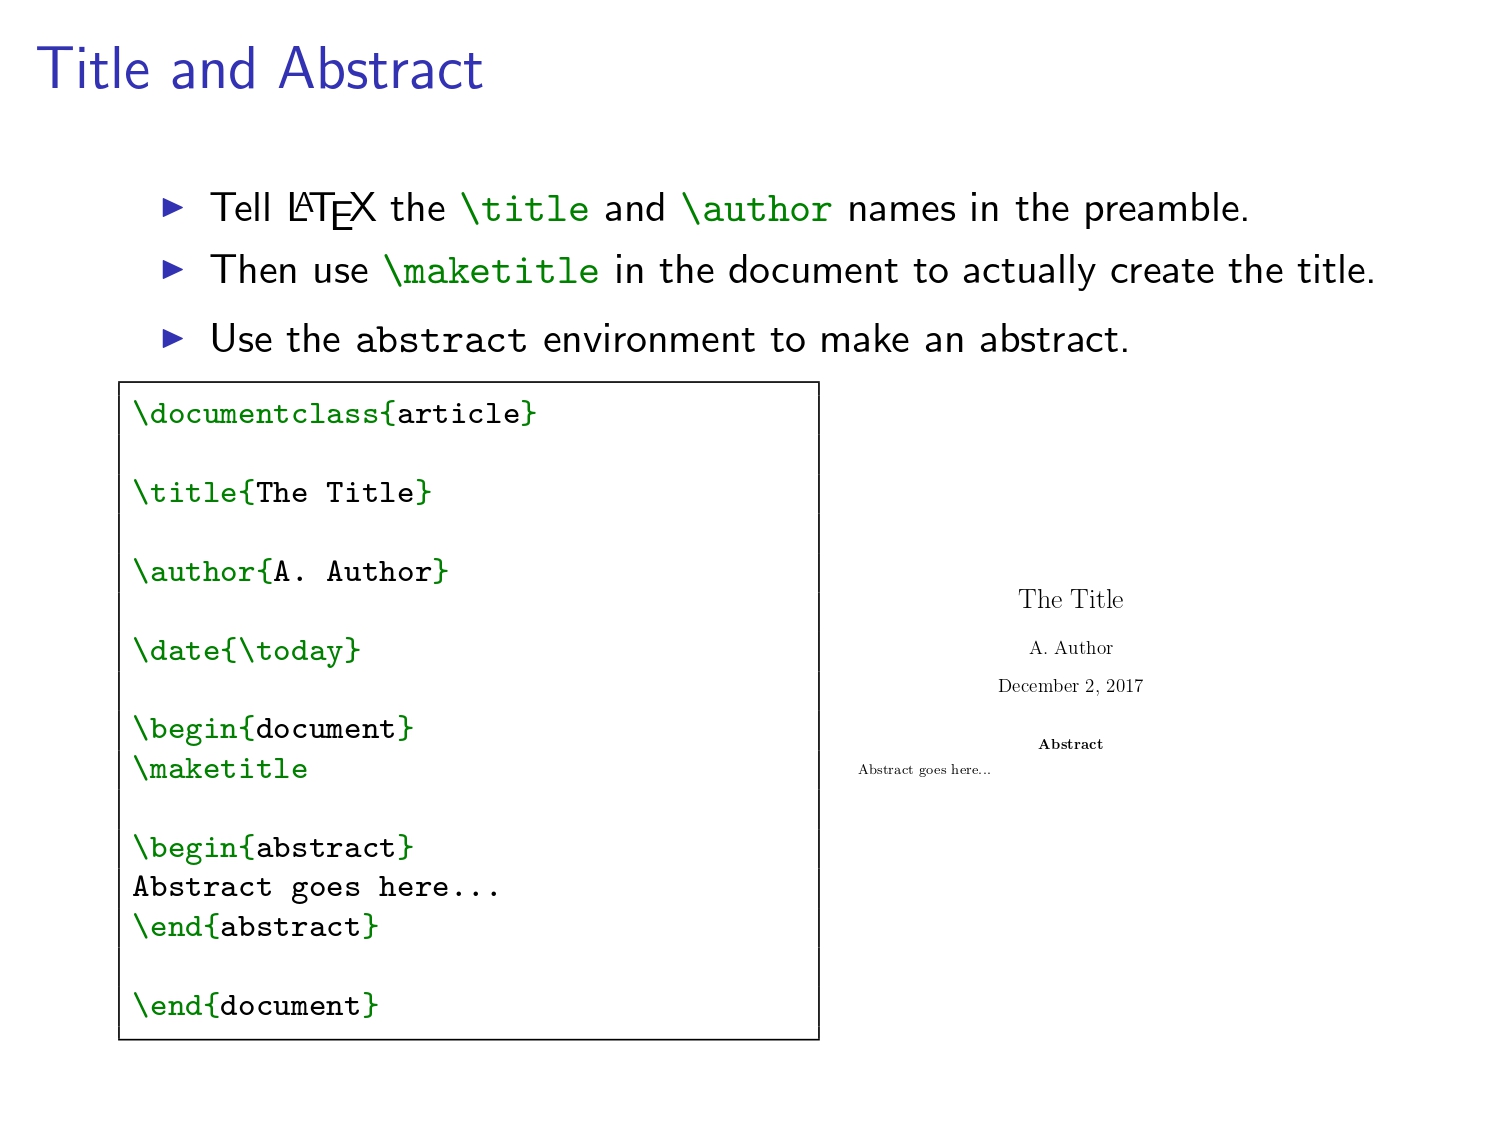 Title and Abstract
Tell LATEX the \title and \author names in the preamble.
Then use \maketitle in the document to actually create the title.
Use the abstract environment to make an abstract.
\documentclass{article}
\title{The Title}
\author{A. Author}
\date{\today}
\begin{document}
\maketitle
\begin{abstract}
Abstract goes here...
\end{abstract}
\end{document}
The Title
A. Author
December 2, 2017
Abstract
Abstract goes here...